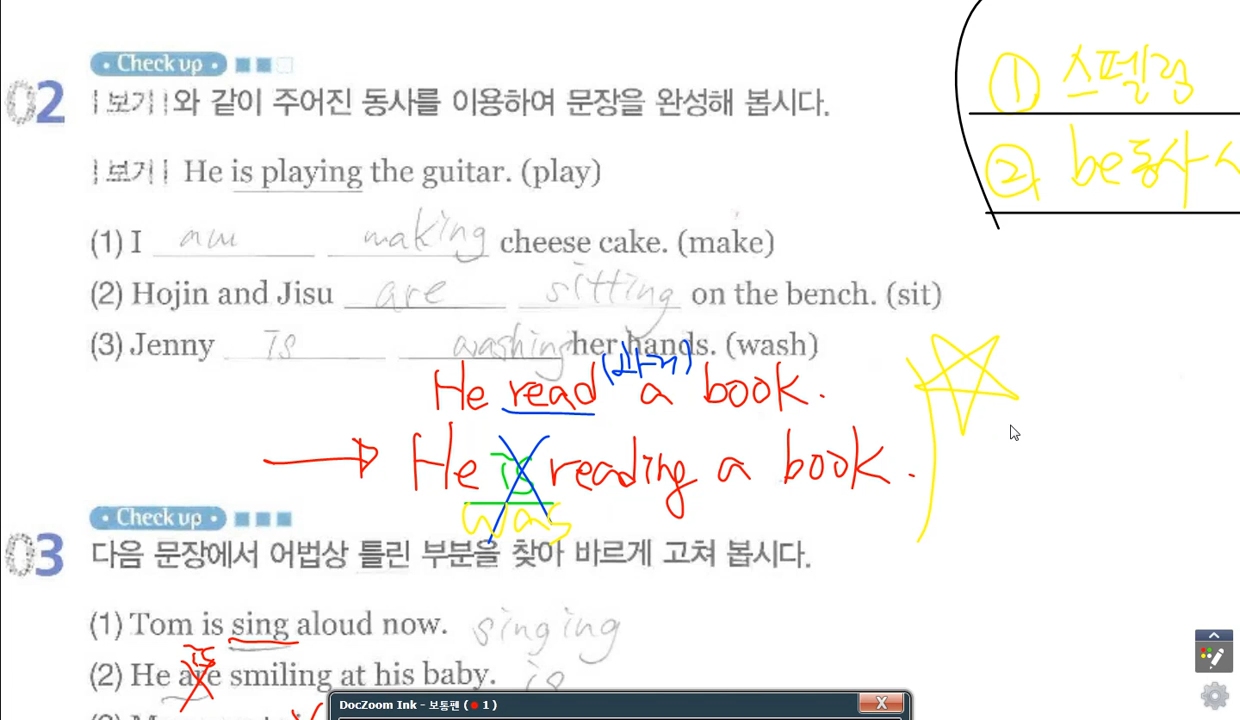 Check up
① 스펠링
02 |보기|와 같이 주어진 동사를 이용하여 문장을 완성해 봅시다.
② be동사
|보기| He is playing the guitar. (play)
(1) I am making cheese cake. (make)
(2) Hojin and Jisu are sitting on the bench. (sit)
(3) Jenny is washing her hands. (wash)
(과거)
He read a book.
He is reading a book.
was
Check up
03 다음 문장에서 어법상 틀린 부분을 찾아 바르게 고쳐 봅시다.
(1) Tom is sing aloud now. singing
is
(2) He are smiling at his baby. is
DocZoom Ink - 보통펜 ( 1 )
X